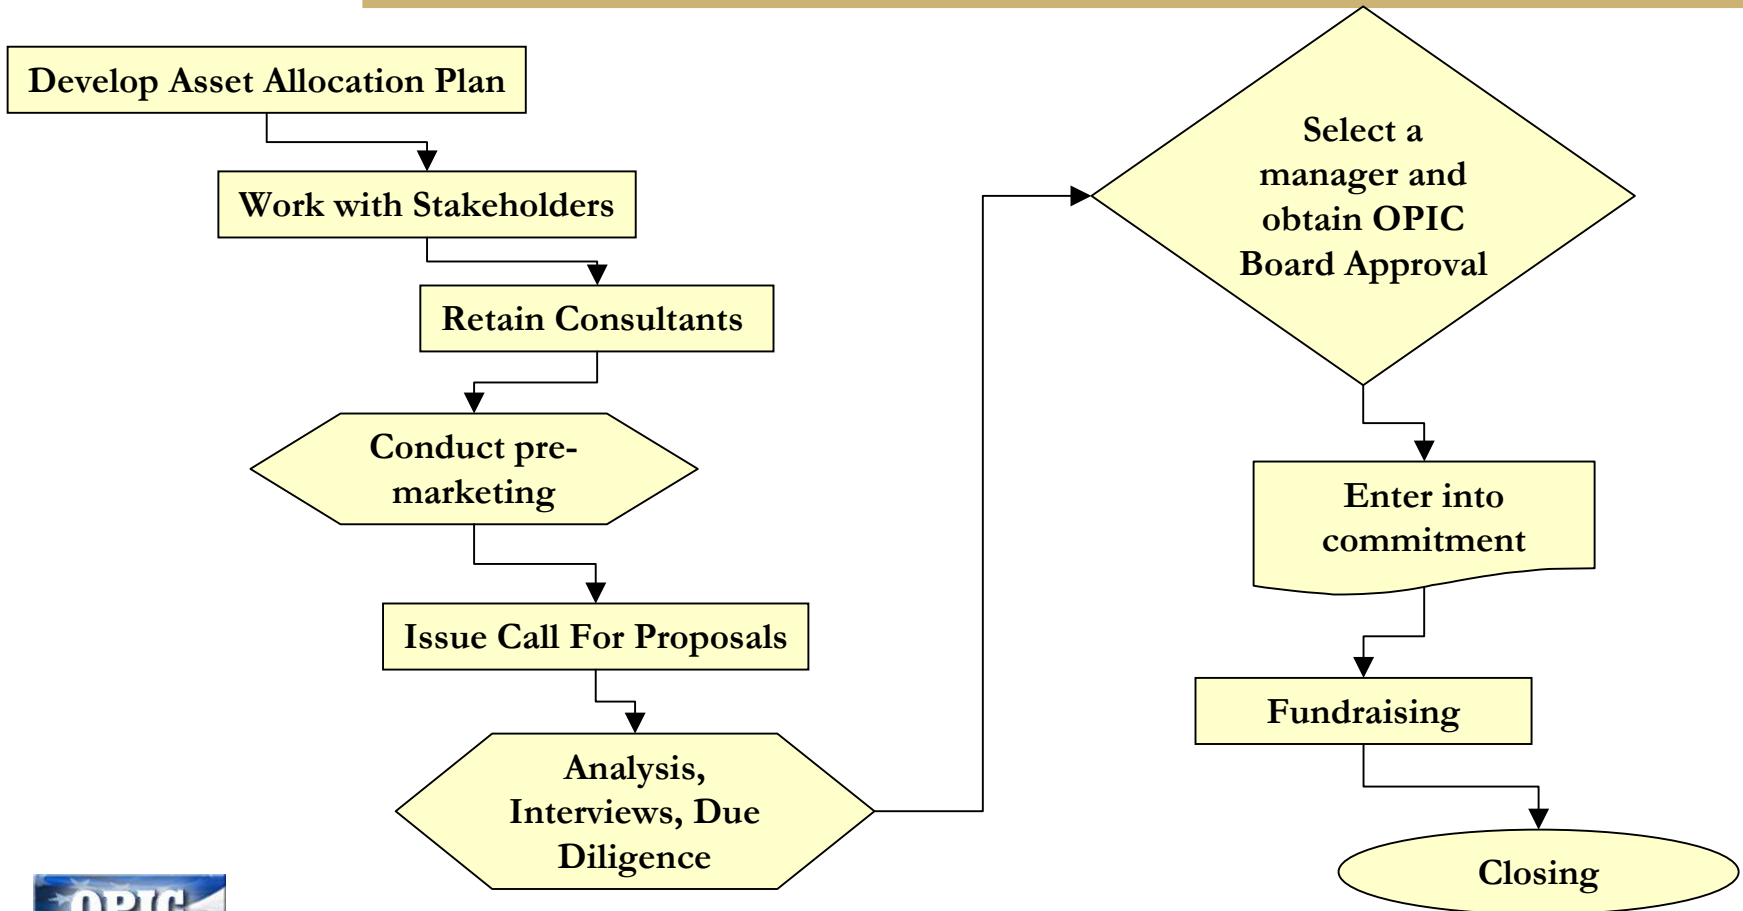 Develop Asset Allocation Plan
Work with Stakeholders
Retain Consultants
Conduct pre-
marketing
Issue Call For Proposals
Analysis,
Interviews, Due
Diligence
Select a
manager and
obtain OPIC
Board Approval
Enter into
commitment
Fundraising
Closing
OPIC